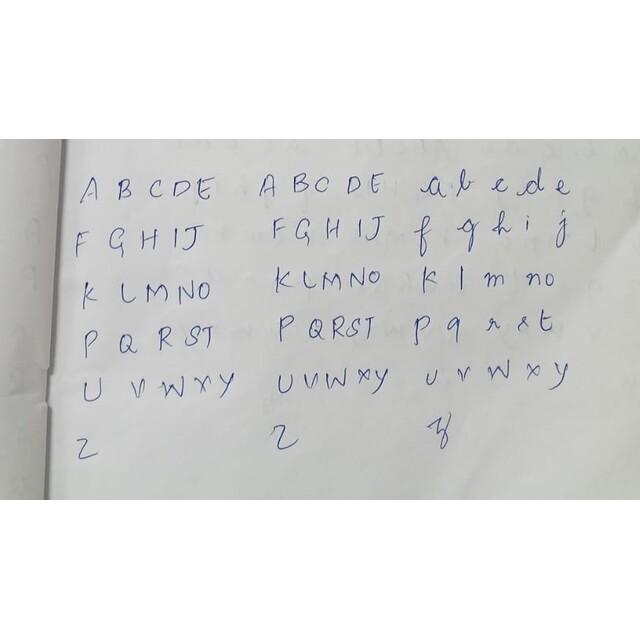 A B C D E A B C D E a b c d e
F G H I J F G H I J f g h i j
K L M N O K L M N O k l m n o
P Q R S T P Q R S T p q r s t
U V W X Y U V W X Y u v w x y
Z Z z